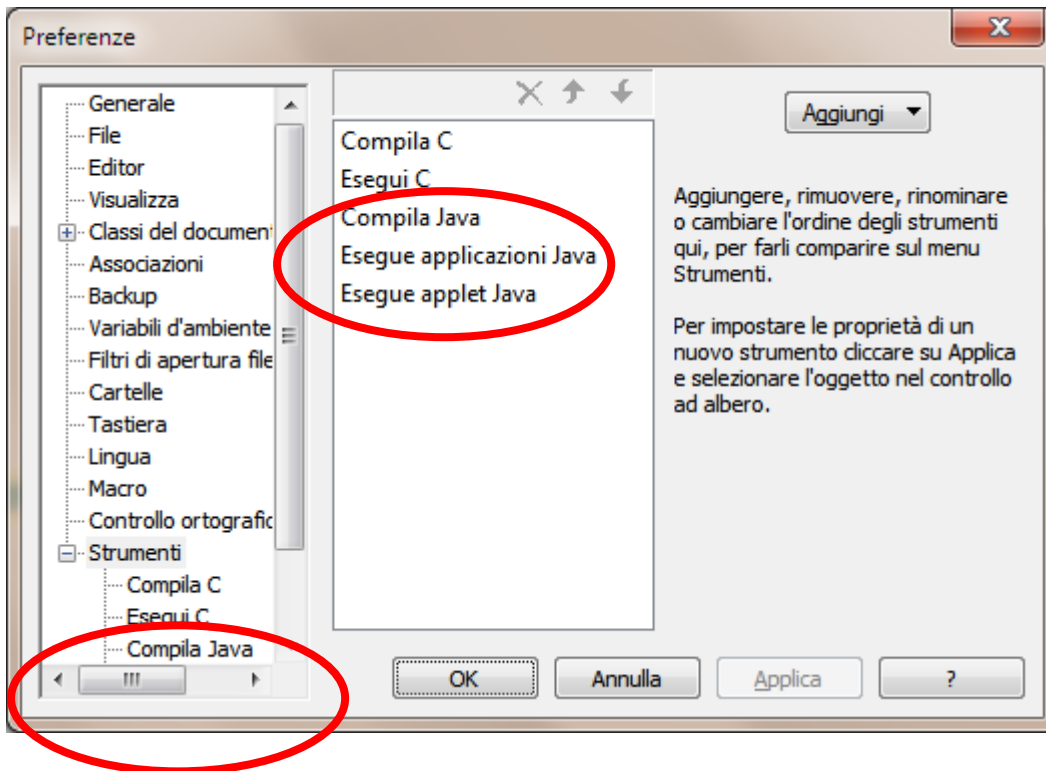 Preferenze
Generale
File
Editor
Visualizza
Classi del documen
Associazioni
Backup
Variabili d'ambiente
Filtri di apertura file
Cartelle
Tastiera
Lingua
Macro
Controllo ortografic
Strumenti
Compila C
Esegui C
Compila Java
Compila C
Esegui C
Compila Java
Esegue applicazioni Java
Esegue applet Java
Aggiungi
Aggiungere, rimuovere, rinominare
o cambiare l'ordine degli strumenti
qui, per farli comparire sul menu
Strumenti.
Per impostare le proprietà di un
nuovo strumento cliccare su Applica
e selezionare l'oggetto nel controllo
ad albero.
OK
Annulla
Applica
?